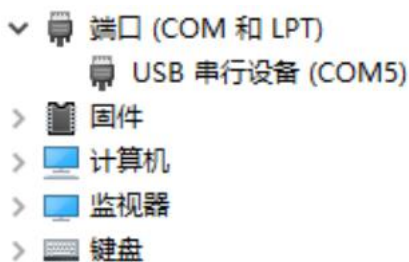 端口 (COM 和 LPT)
USB 串行设备 (COM5)
固件
计算机
监视器
键盘